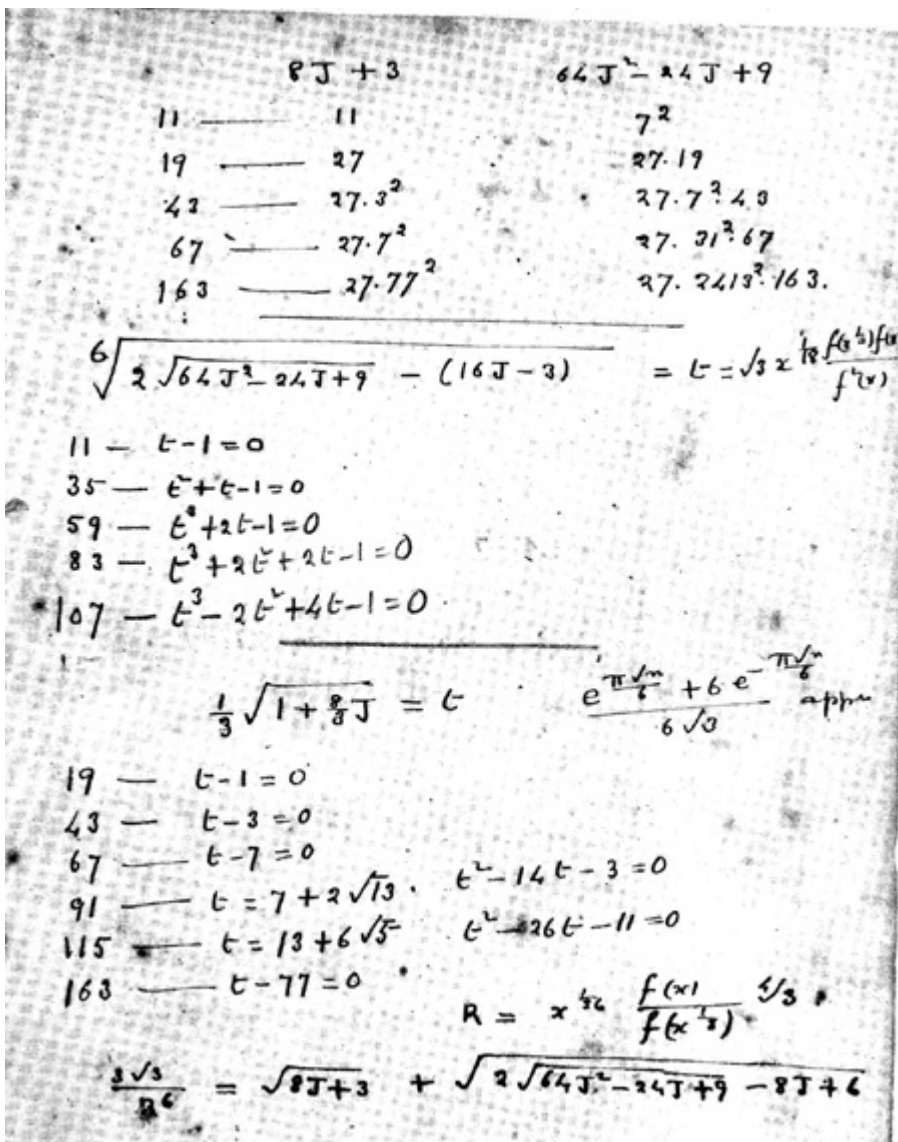 8J + 3 64J² - 24J + 9
11 — 11 7²
19 — 27 27.19
43 — 27.3² 27.7².43
67 — 27.7² 27.31².67
163 — 27.77² 27.2413².163.
⁶√(2√(64J² - 24J + 9) - (16J - 3)) = t = √3 x^(1/18) f(x^(1/3)) / f²(x)
11 — t - 1 = 0
35 — t² + t - 1 = 0
59 — t³ + 2t - 1 = 0
83 — t³ + 2t² + 2t - 1 = 0
107 — t³ - 2t² + 4t - 1 = 0
1/3 √(1 + 8/3 J) = t (e^(π√n/6) + 6 e^(-π√n/6)) / 6√3 appr
19 — t - 1 = 0
43 — t - 3 = 0
67 — t - 7 = 0
91 — t = 7 + 2√13. t² - 14t - 3 = 0
115 — t = 13 + 6√5 t² - 26t - 11 = 0
163 — t - 77 = 0
R = x^(1/36) f(x) / f(x^(1/3))
3√3 / R⁶ = √(8J + 3) + √(2√(64J² - 24J + 9) - 8J + 6)